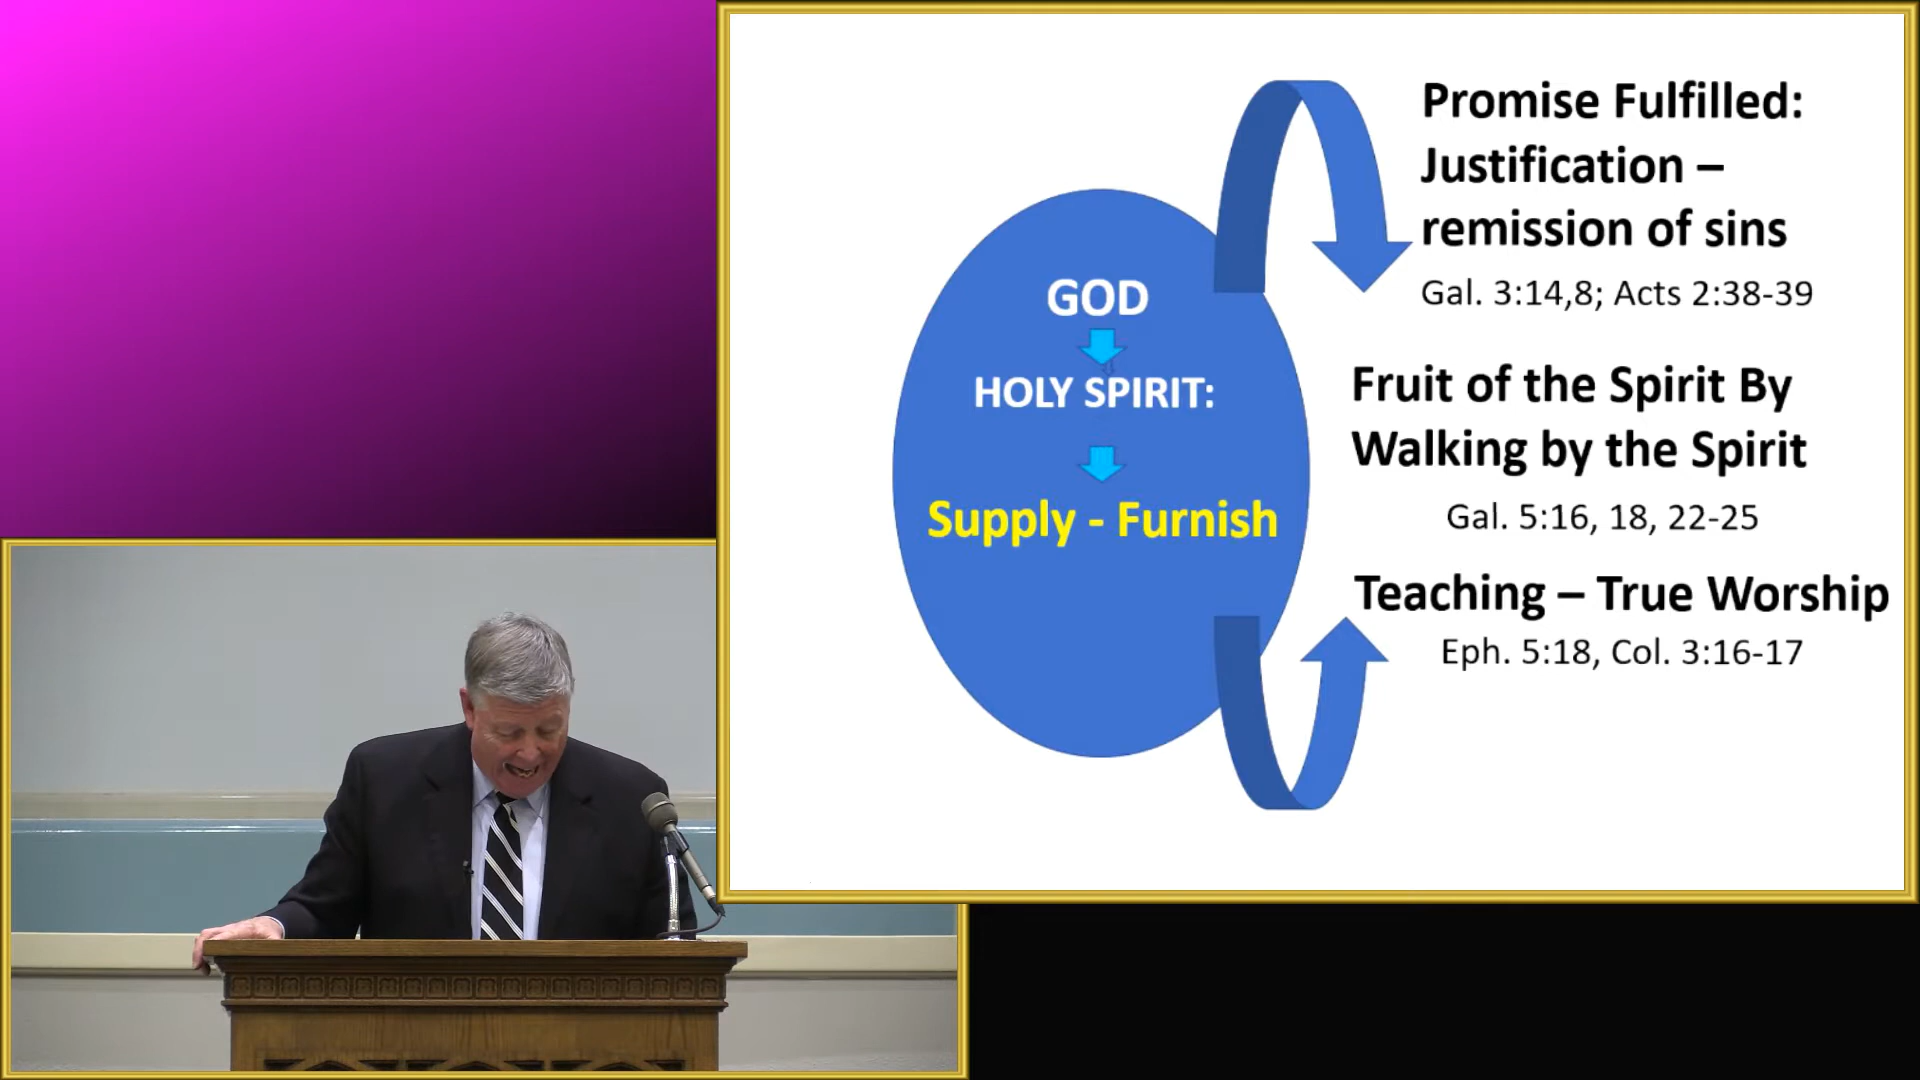 GOD
HOLY SPIRIT:
Supply - Furnish
Promise Fulfilled:
Justification –
remission of sins
Gal. 3:14,8; Acts 2:38-39
Fruit of the Spirit By
Walking by the Spirit
Gal. 5:16, 18, 22-25
Teaching – True Worship
Eph. 5:18, Col. 3:16-17